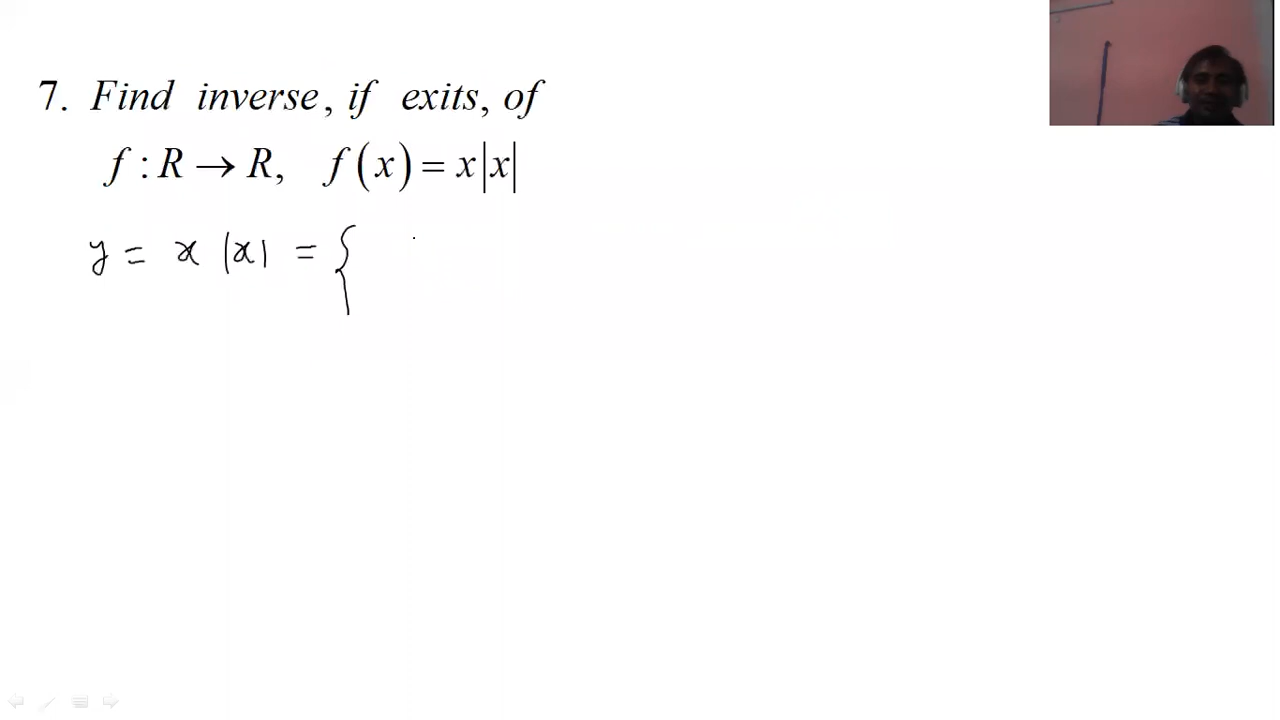 7. Find inverse, if exits, of
f : R → R, f(x) = x|x|
y = x |x| = {